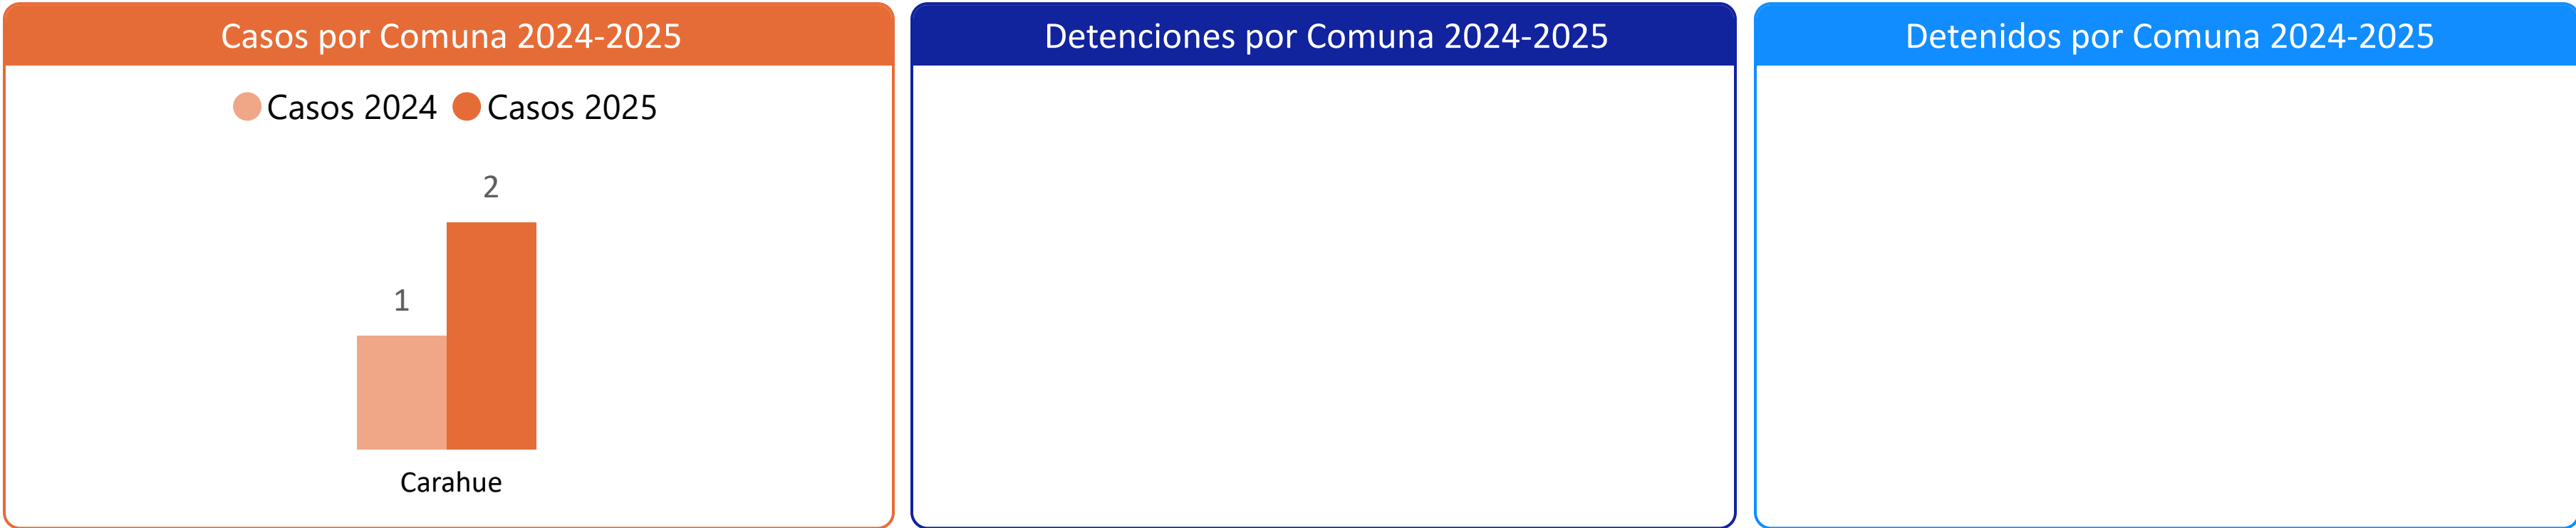 Casos por Comuna 2024-2025
Casos 2024 Casos 2025
2
1
Carahue
Detenciones por Comuna 2024-2025
Detenidos por Comuna 2024-2025